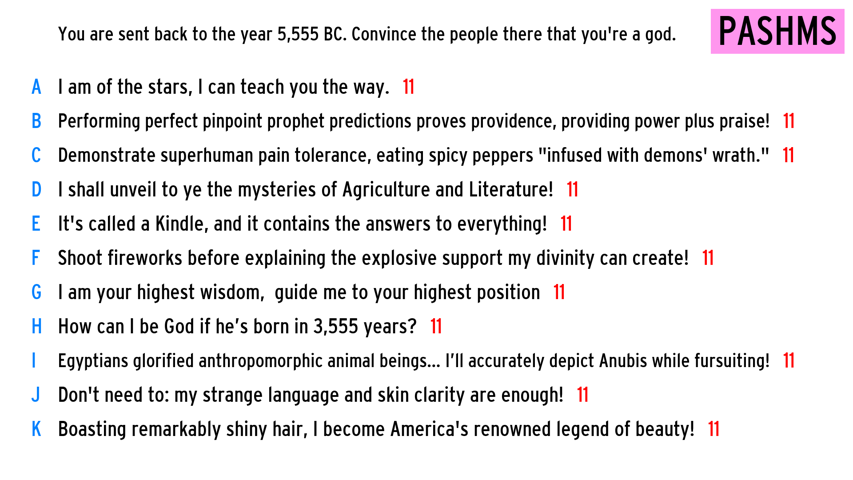 You are sent back to the year 5,555 BC. Convince the people there that you're a god.
PASHMS
A I am of the stars, I can teach you the way. 11
B Performing perfect pinpoint prophet predictions proves providence, providing power plus praise! 11
C Demonstrate superhuman pain tolerance, eating spicy peppers "infused with demons' wrath." 11
D I shall unveil to ye the mysteries of Agriculture and Literature! 11
E It's called a Kindle, and it contains the answers to everything! 11
F Shoot fireworks before explaining the explosive support my divinity can create! 11
G I am your highest wisdom,  guide me to your highest position 11
H How can I be God if he’s born in 3,555 years? 11
I Egyptians glorified anthropomorphic animal beings... I’ll accurately depict Anubis while fursuiting! 11
J Don't need to: my strange language and skin clarity are enough! 11
K Boasting remarkably shiny hair, I become America's renowned legend of beauty! 11